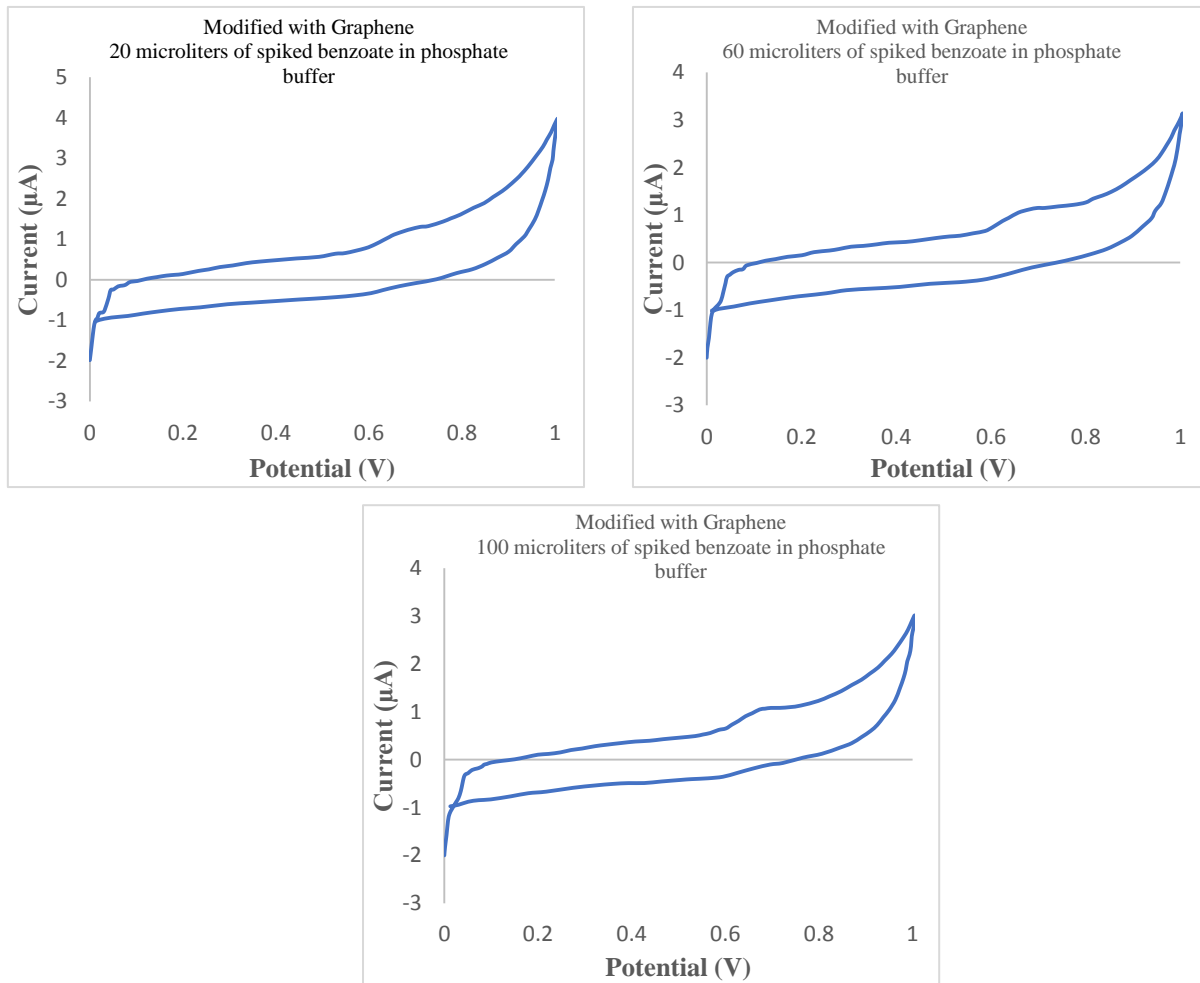 Modified with Graphene
20 microliters of spiked benzoate in phosphate
buffer
5
4
3
2
1
0
-1
-2
-3
Current (µA)
0 0.2 0.4 0.6 0.8 1
Potential (V)
Modified with Graphene
60 microliters of spiked benzoate in phosphate
buffer
4
3
2
1
0
-1
-2
-3
Current (µA)
0 0.2 0.4 0.6 0.8 1
Potential (V)
Modified with Graphene
100 microliters of spiked benzoate in phosphate
buffer
4
3
2
1
0
-1
-2
-3
Current (µA)
0 0.2 0.4 0.6 0.8 1
Potential (V)